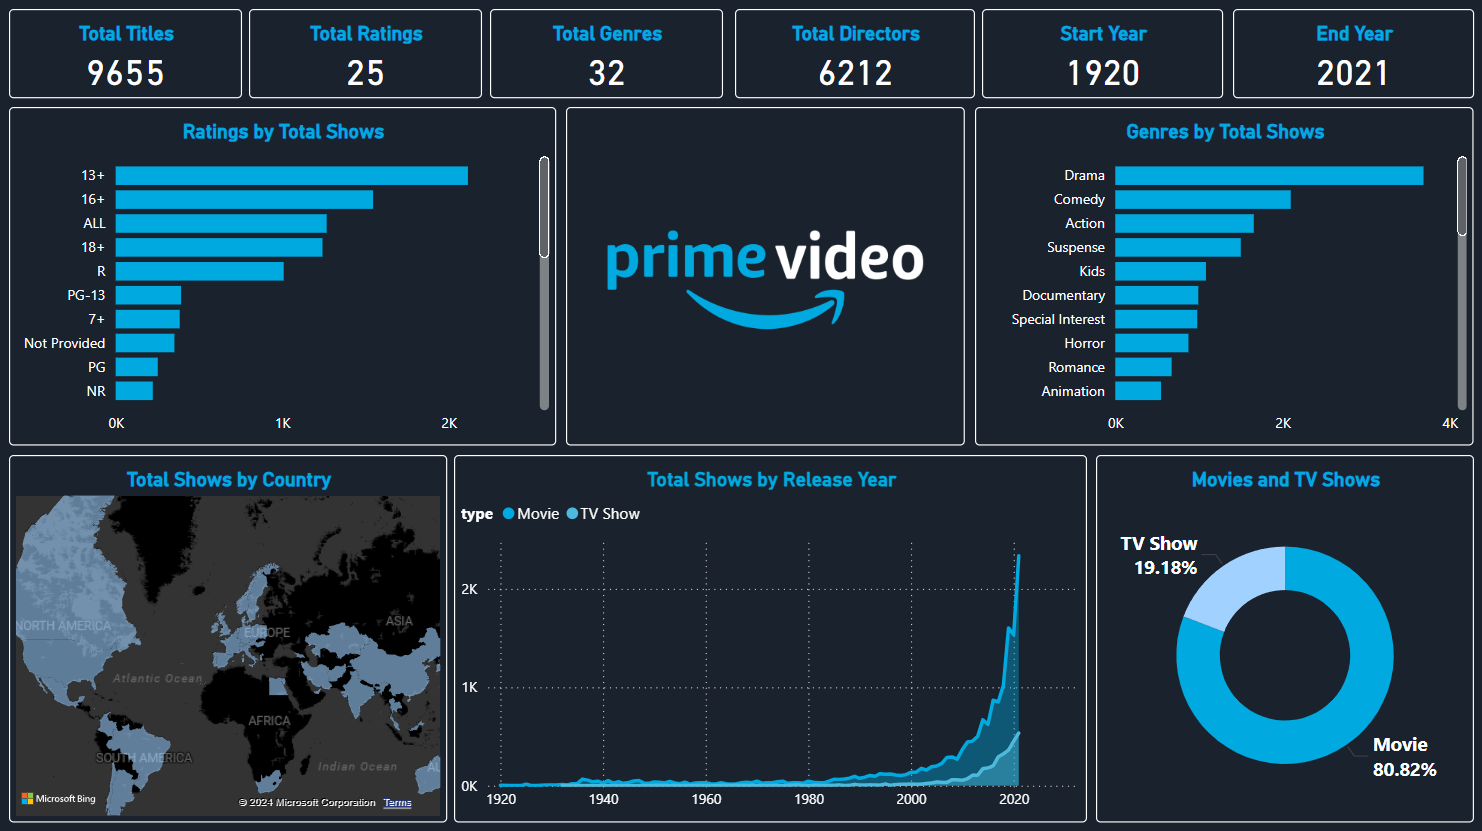 Total Titles
9655
Total Ratings
25
Total Genres
32
Total Directors
6212
Start Year
1920
End Year
2021
Ratings by Total Shows
13+
16+
ALL
18+
R
PG-13
7+
Not Provided
PG
NR
0K 1K 2K
prime video
Genres by Total Shows
Drama
Comedy
Action
Suspense
Kids
Documentary
Special Interest
Horror
Romance
Animation
0K 2K 4K
Total Shows by Country
NORTH AMERICA
EUROPE
ASIA
Atlantic Ocean
AFRICA
SOUTH AMERICA
Indian Ocean
AU
Microsoft Bing
© 2024 Microsoft Corporation Terms
Total Shows by Release Year
type Movie TV Show
2K
1K
0K
1920 1940 1960 1980 2000 2020
Movies and TV Shows
TV Show
19.18%
Movie
80.82%